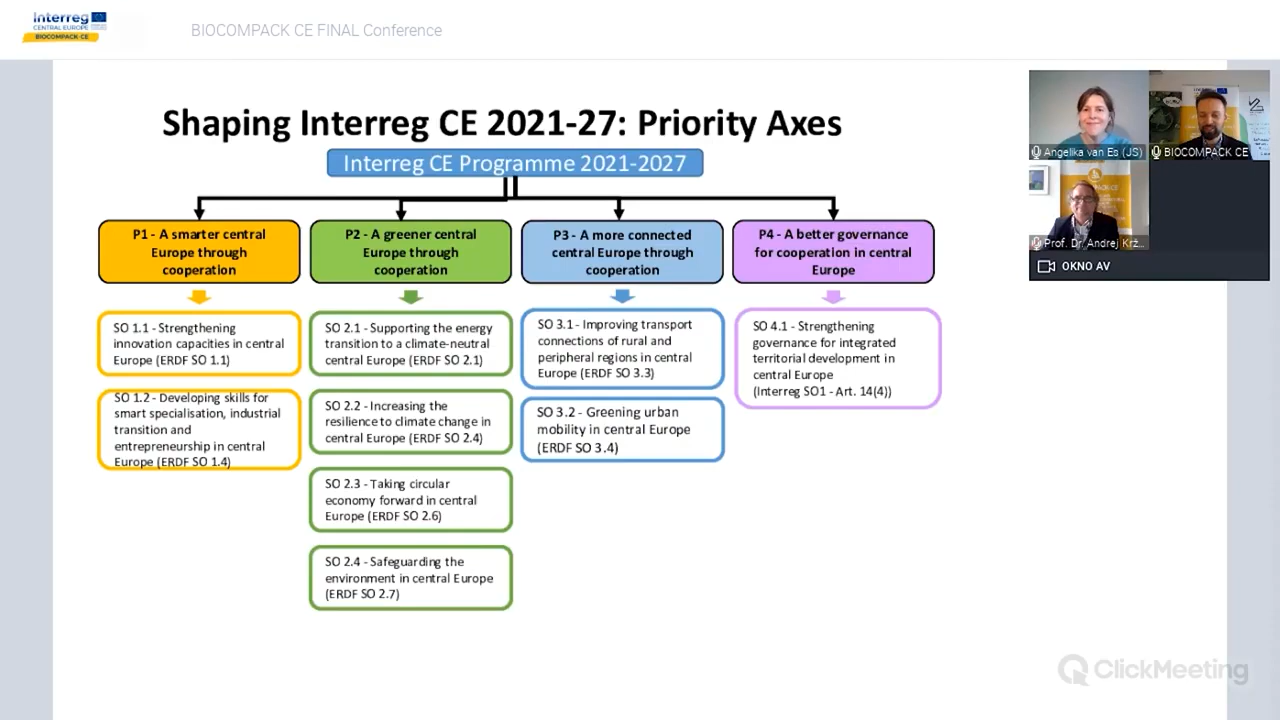 Interreg
CENTRAL EUROPE
BIOCOMPACK-CE
BIOCOMPACK CE FINAL Conference
Shaping Interreg CE 2021-27: Priority Axes
Interreg CE Programme 2021-2027
P1 - A smarter central
Europe through
cooperation
SO 1.1 - Strengthening
innovation capacities in central
Europe (ERDF SO 1.1)
SO 1.2 - Developing skills for
smart specialisation, industrial
transition and
entrepreneurship in central
Europe (ERDF SO 1.4)
P2 - A greener central
Europe through
cooperation
SO 2.1 - Supporting the energy
transition to a climate-neutral
central Europe (ERDF SO 2.1)
SO 2.2 - Increasing the
resilience to climate change in
central Europe (ERDF SO 2.4)
SO 2.3 - Taking circular
economy forward in central
Europe (ERDF SO 2.6)
SO 2.4 - Safeguarding the
environment in central Europe
(ERDF SO 2.7)
P3 - A more connected
central Europe through
cooperation
SO 3.1 - Improving transport
connections of rural and
peripheral regions in central
Europe (ERDF SO 3.3)
SO 3.2 - Greening urban
mobility in central Europe
(ERDF SO 3.4)
P4 - A better governance
for cooperation in central
Europe
SO 4.1 - Strengthening
governance for integrated
territorial development in
central Europe
(Interreg SO1 - Art. 14(4))
Angelika van Es (JS)
BIOCOMPACK CE
Prof. Dr. Andrej Krž...
OKNO AV
ClickMeeting